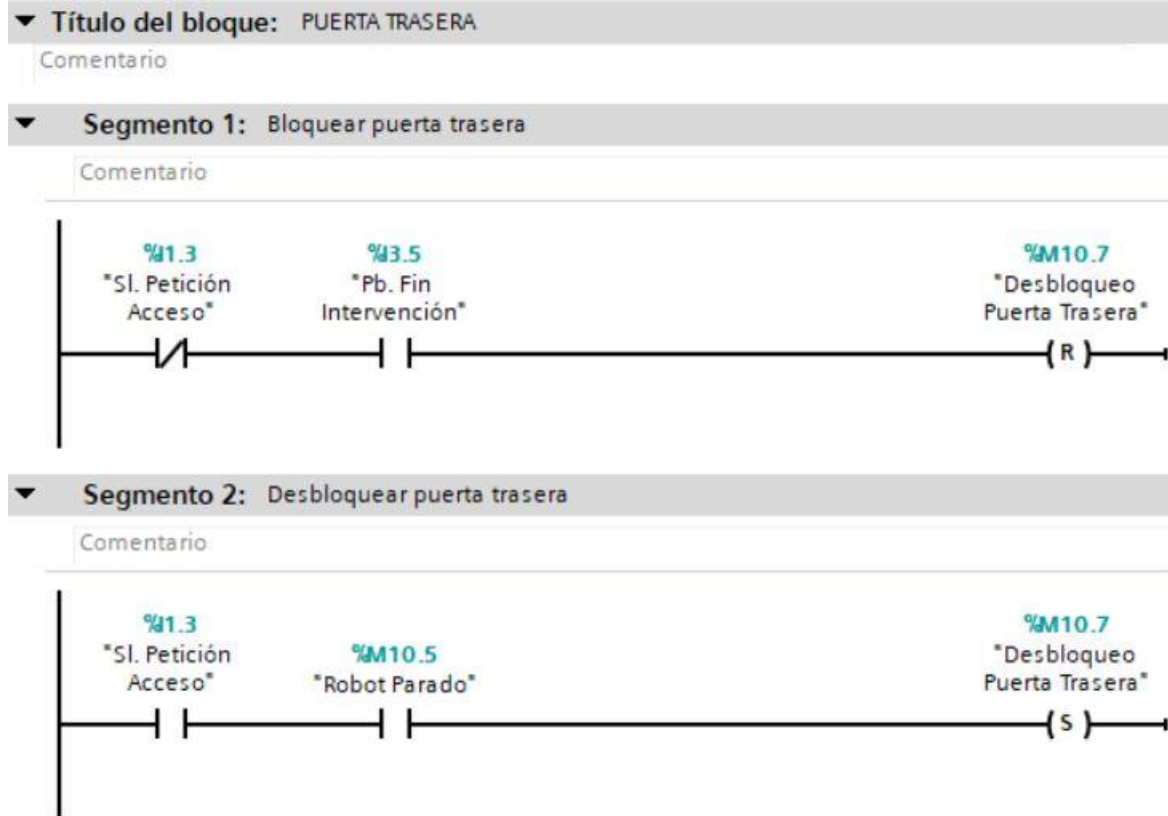 Título del bloque: PUERTA TRASERA
Comentario
Segmento 1: Bloquear puerta trasera
Comentario
%I1.3 %I3.5 %M10.7
"Sl. Petición "Pb. Fin "Desbloqueo
Acceso" Intervención" Puerta Trasera"
R
Segmento 2: Desbloquear puerta trasera
Comentario
%I1.3 %M10.7
"Sl. Petición %M10.5 "Desbloqueo
Acceso" "Robot Parado" Puerta Trasera"
S